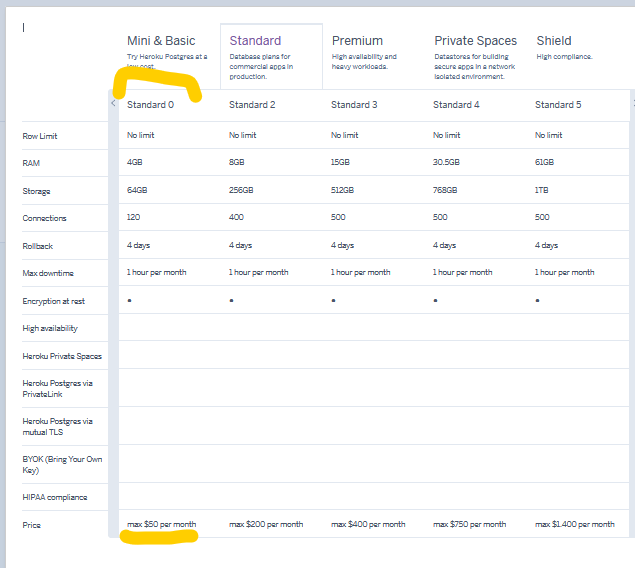 Mini & Basic
Try Heroku Postgres at a
low cost.
Standard
Database plans for
commercial apps in
production.
Premium
High availability and
heavy workloads.
Private Spaces
Datastores for building
secure apps in a network
isolated environment.
Shield
High compliance.
Standard 0 Standard 2 Standard 3 Standard 4 Standard 5
Row Limit No limit No limit No limit No limit No limit
RAM 4GB 8GB 15GB 30.5GB 61GB
Storage 64GB 256GB 512GB 768GB 1TB
Connections 120 400 500 500 500
Rollback 4 days 4 days 4 days 4 days 4 days
Max downtime 1 hour per month 1 hour per month 1 hour per month 1 hour per month 1 hour per month
Encryption at rest • • • • •
High availability
Heroku Private Spaces
Heroku Postgres via
PrivateLink
Heroku Postgres via
mutual TLS
BYOK (Bring Your Own
Key)
HIPAA compliance
Price max $50 per month max $200 per month max $400 per month max $750 per month max $1.400 per month